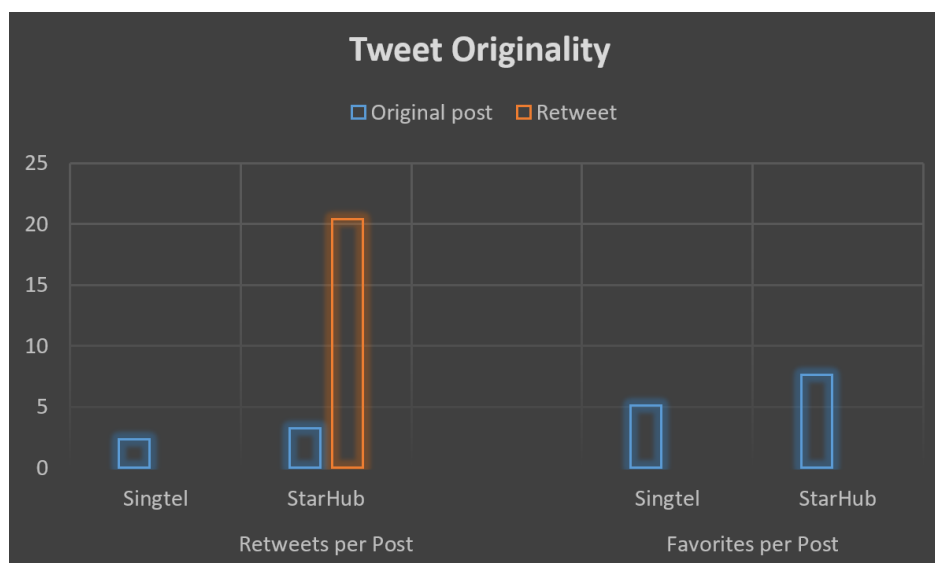 Tweet Originality
Original post Retweet
25
20
15
10
5
0
Singtel StarHub Singtel StarHub
Retweets per Post Favorites per Post